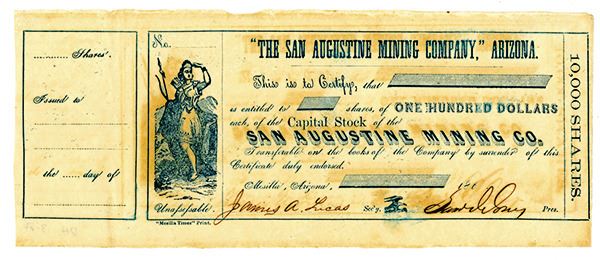 Shares.
Issued to
the ..... day of
No.
"THE SAN AUGUSTINE MINING COMPANY," ARIZONA.
This is to Certify, that
is entitled to shares, of ONE HUNDRED DOLLARS
each, of the Capital Stock of the
SAN AUGUSTINE MINING CO.
Transferable on the books of the Company by surrender of this
Certificate duly endorsed.
Mesilla, Arizona,
Unassessable.
James A. Lucas Sec'y. Pres.
"Mesilla Times" Print.
10,000 SHARES.